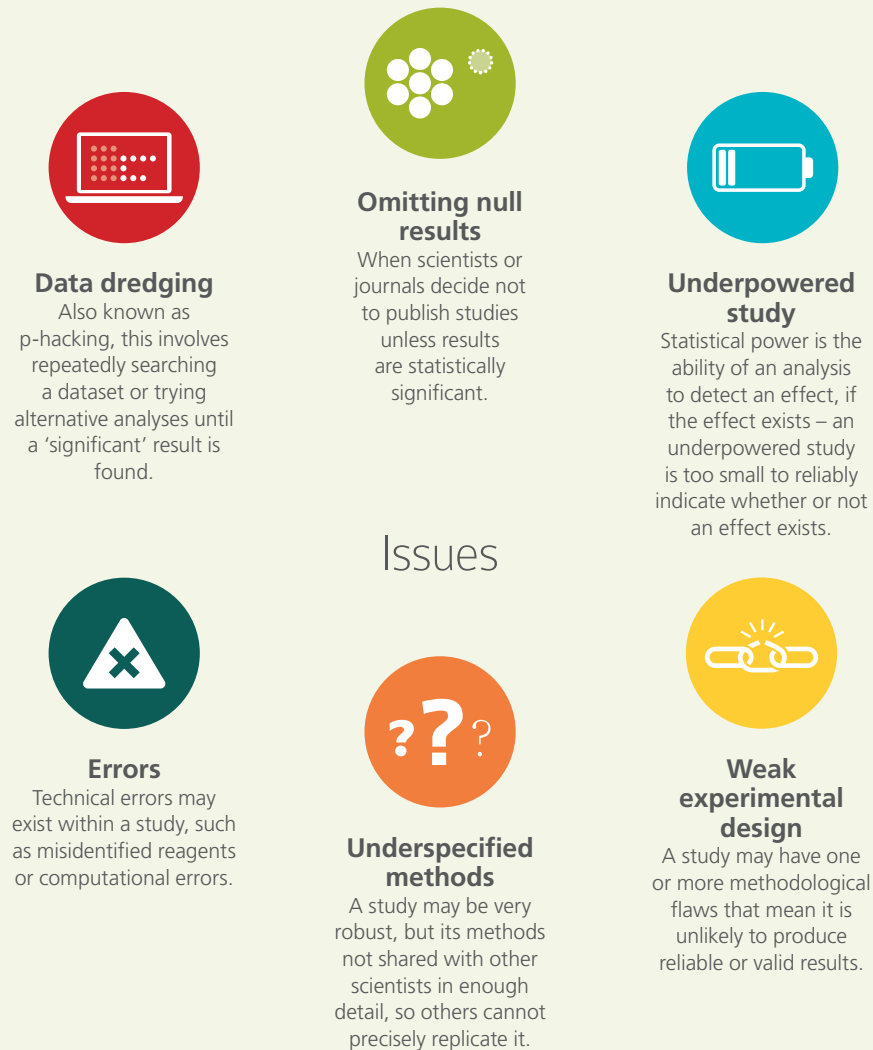 Omitting null
results
When scientists or
journals decide not
to publish studies
unless results
are statistically
significant.
Data dredging
Also known as
p-hacking, this involves
repeatedly searching
a dataset or trying
alternative analyses until
a ‘significant’ result is
found.
Underpowered
study
Statistical power is the
ability of an analysis
to detect an effect, if
the effect exists – an
underpowered study
is too small to reliably
indicate whether or not
an effect exists.
Issues
Errors
Technical errors may
exist within a study, such
as misidentified reagents
or computational errors.
???
Underspecified
methods
A study may be very
robust, but its methods
not shared with other
scientists in enough
detail, so others cannot
precisely replicate it.
Weak
experimental
design
A study may have one
or more methodological
flaws that mean it is
unlikely to produce
reliable or valid results.